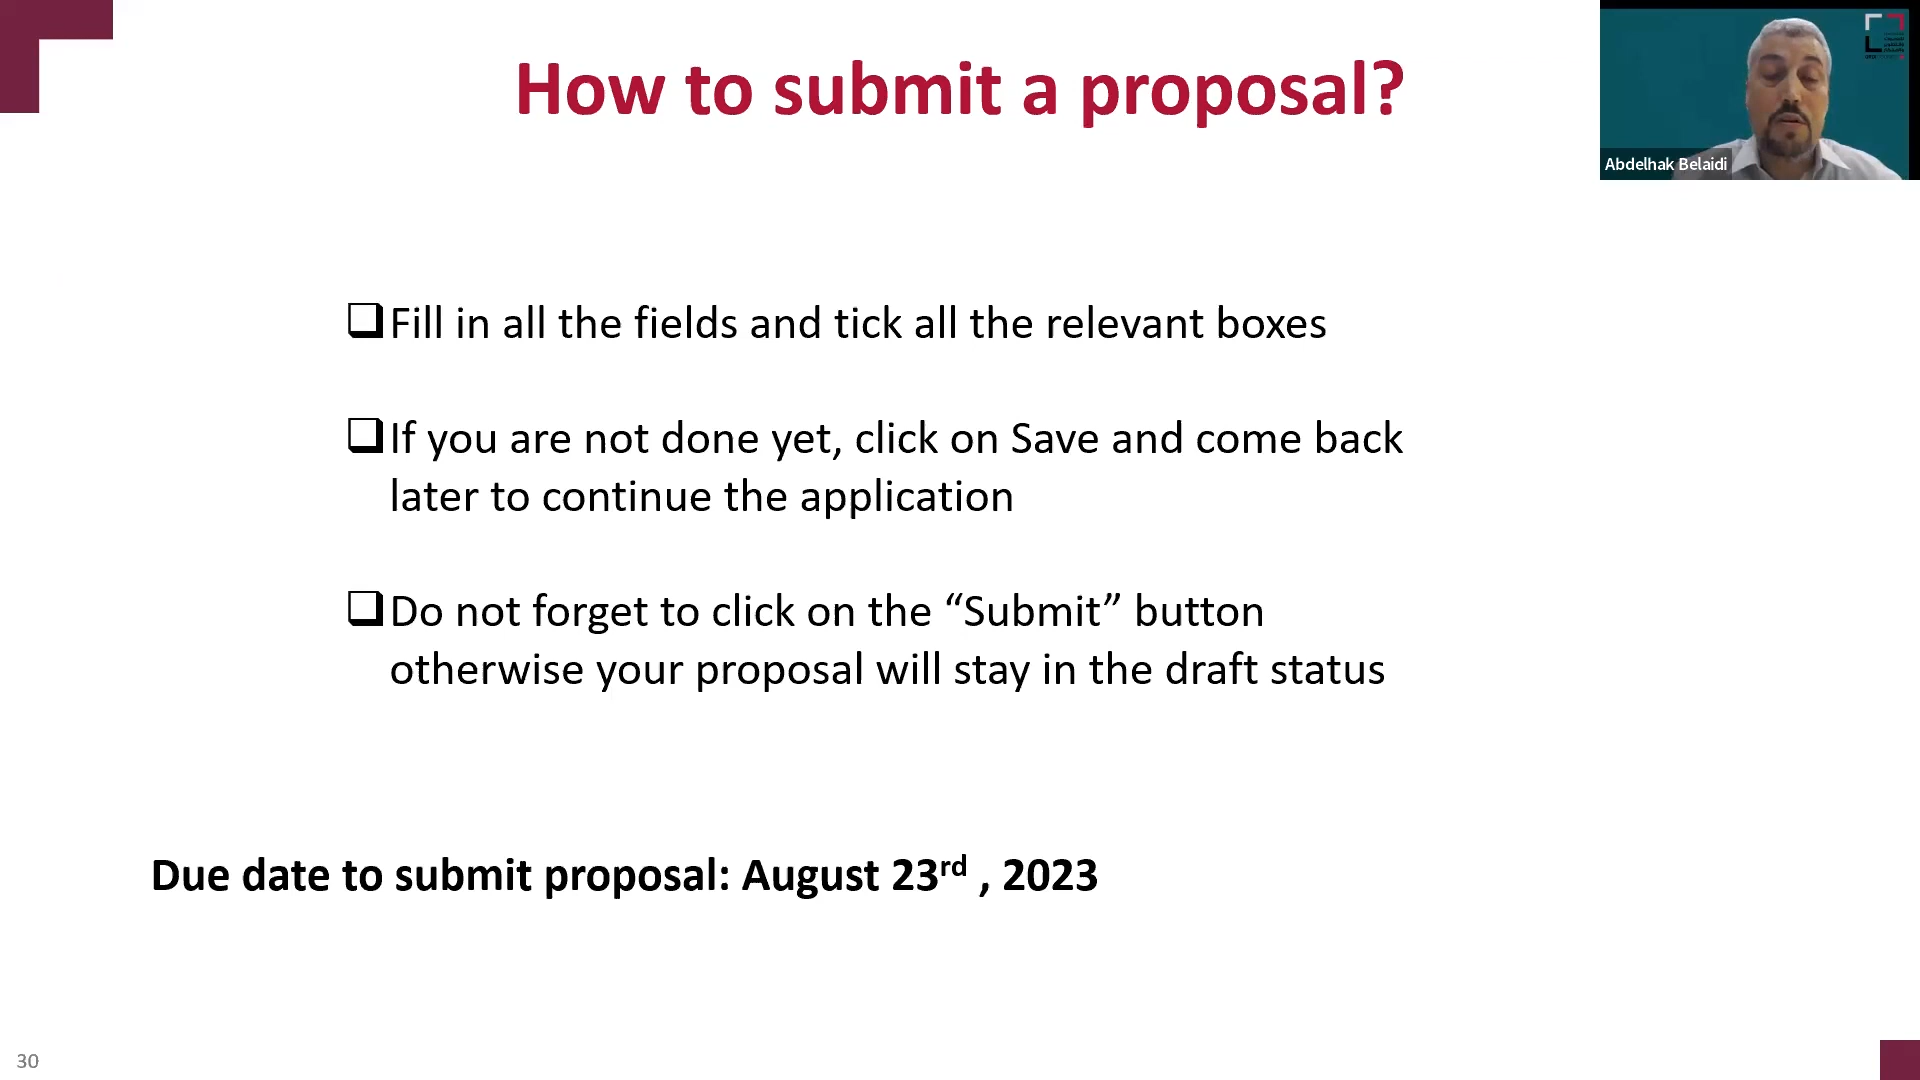 How to submit a proposal?
Abdelhak Belaidi
Fill in all the fields and tick all the relevant boxes
If you are not done yet, click on Save and come back
later to continue the application
Do not forget to click on the “Submit” button
otherwise your proposal will stay in the draft status
Due date to submit proposal: August 23rd , 2023
30